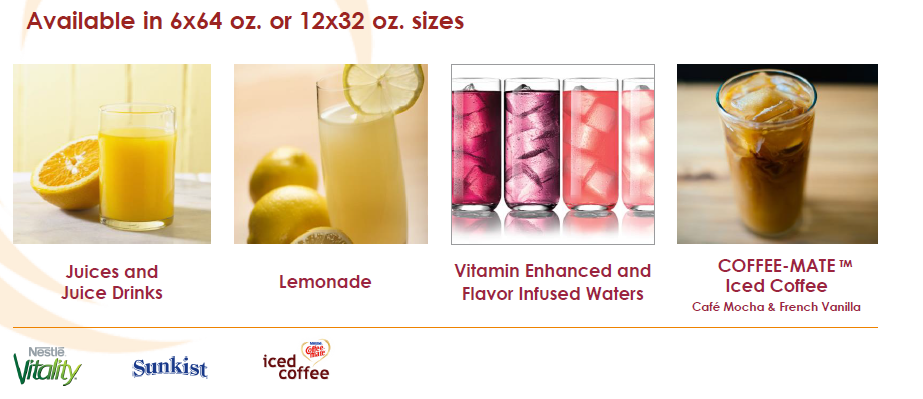 Available in 6x64 oz. or 12x32 oz. sizes
Juices and
Juice Drinks
Lemonade
Vitamin Enhanced and
Flavor Infused Waters
COFFEE-MATE™
Iced Coffee
Café Mocha & French Vanilla
Nestlé
Vitality
Sunkist
Nestlé
Coffee-mate
iced
coffee